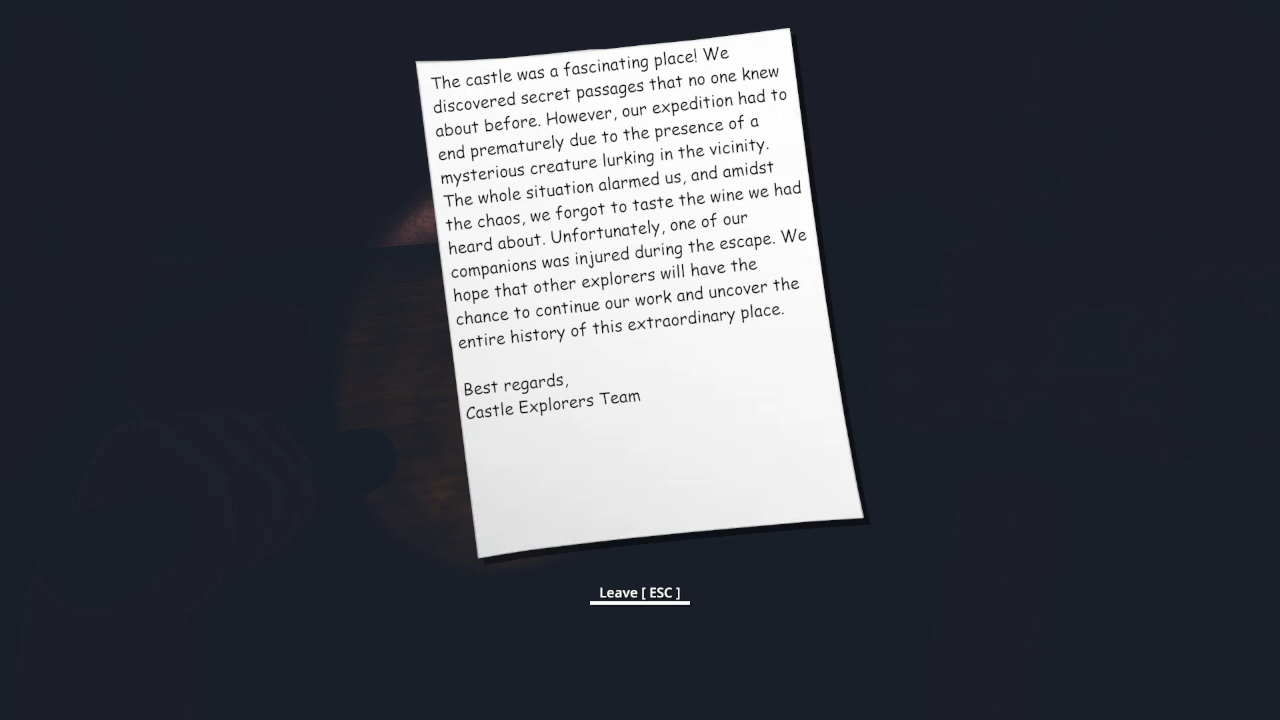 The castle was a fascinating place! We
discovered secret passages that no one knew
about before. However, our expedition had to
end prematurely due to the presence of a
mysterious creature lurking in the vicinity.
The whole situation alarmed us, and amidst
the chaos, we forgot to taste the wine we had
heard about. Unfortunately, one of our
companions was injured during the escape. We
hope that other explorers will have the
chance to continue our work and uncover the
entire history of this extraordinary place.
Best regards,
Castle Explorers Team
Leave [ ESC ]